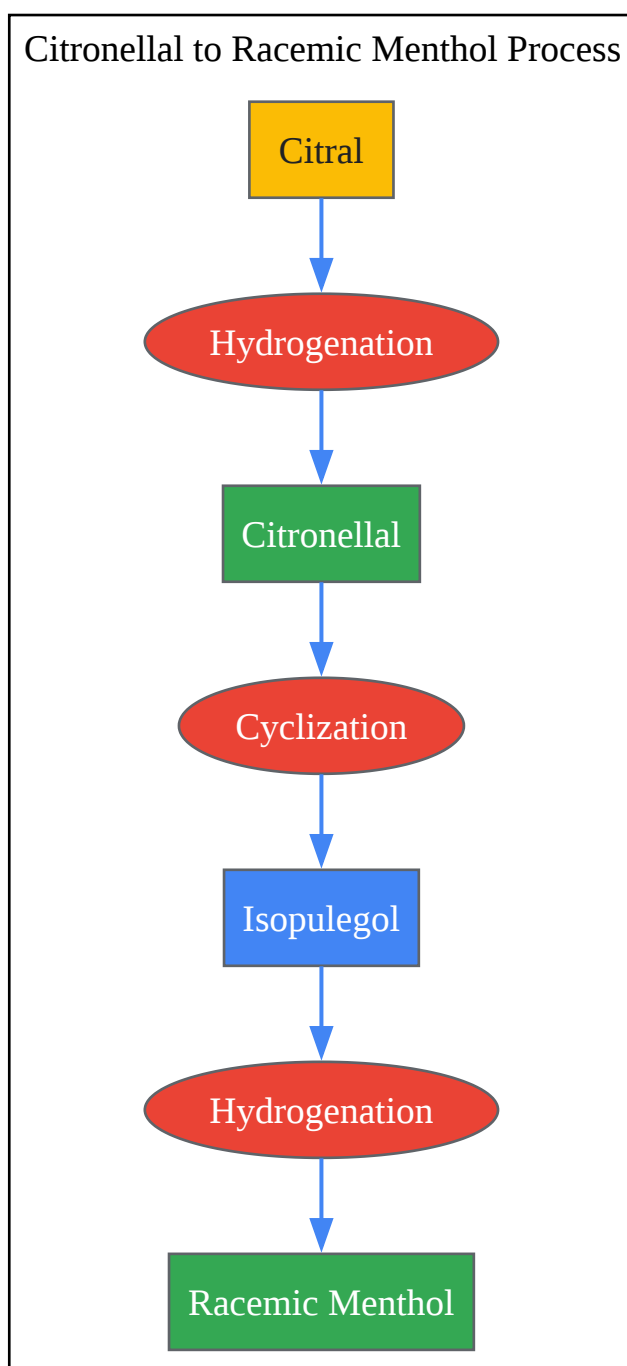 Citronellal to Racemic Menthol Process
Citral
Hydrogenation
Citronellal
Cyclization
Isopulegol
Hydrogenation
Racemic Menthol